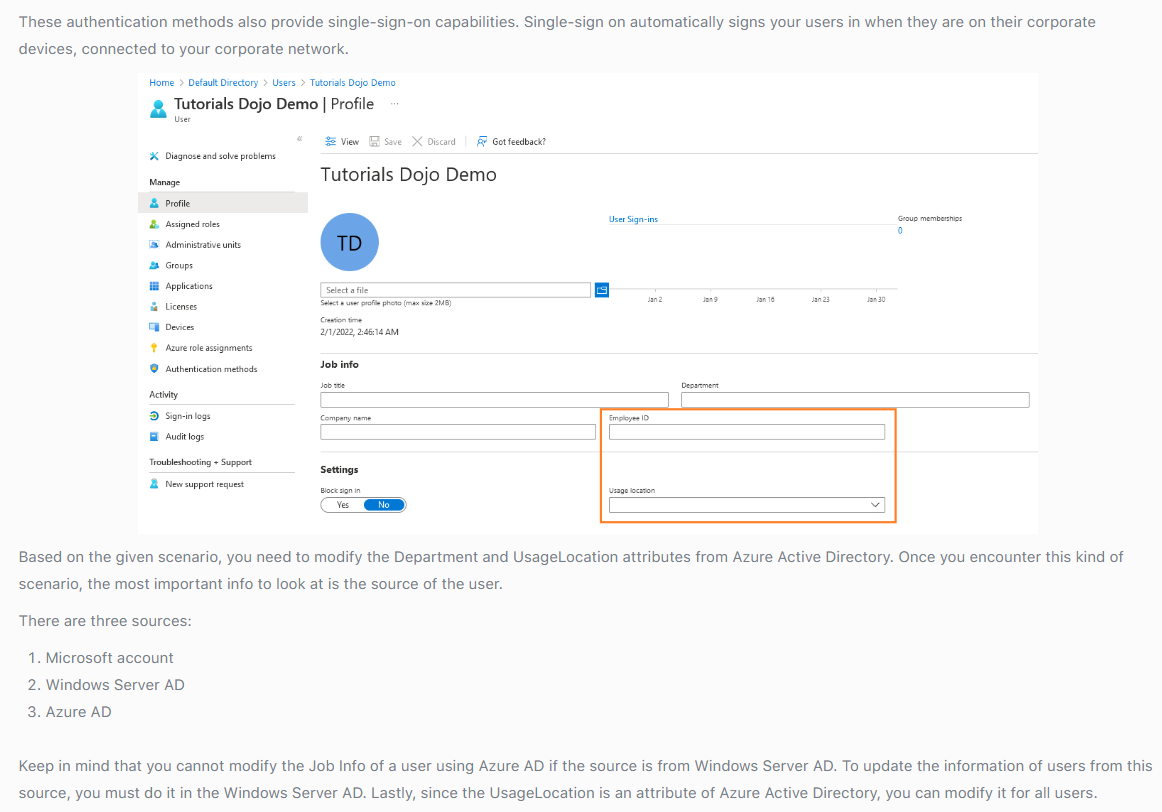 These authentication methods also provide single-sign-on capabilities. Single-sign on automatically signs your users in when they are on their corporate
devices, connected to your corporate network.
Home > Default Directory > Users > Tutorials Dojo Demo
Tutorials Dojo Demo | Profile ...
User
«
View Save Discard Got feedback?
Diagnose and solve problems
Manage
Profile
Assigned roles
Administrative units
Groups
Applications
Licenses
Devices
Azure role assignments
Authentication methods
Activity
Sign-in logs
Audit logs
Troubleshooting + Support
New support request
Tutorials Dojo Demo
TD
User Sign-ins
Group memberships
0
Jan 2 Jan 9 Jan 16 Jan 23 Jan 30
Select a file
Select a user profile photo (max size 2MB)
Creation time
2/1/2022, 2:46:14 AM
Job info
Job title Department
Company name Employee ID
Settings
Block sign in Usage location
Yes No
Based on the given scenario, you need to modify the Department and UsageLocation attributes from Azure Active Directory. Once you encounter this kind of
scenario, the most important info to look at is the source of the user.
There are three sources:
1. Microsoft account
2. Windows Server AD
3. Azure AD
Keep in mind that you cannot modify the Job Info of a user using Azure AD if the source is from Windows Server AD. To update the information of users from this
source, you must do it in the Windows Server AD. Lastly, since the UsageLocation is an attribute of Azure Active Directory, you can modify it for all users.